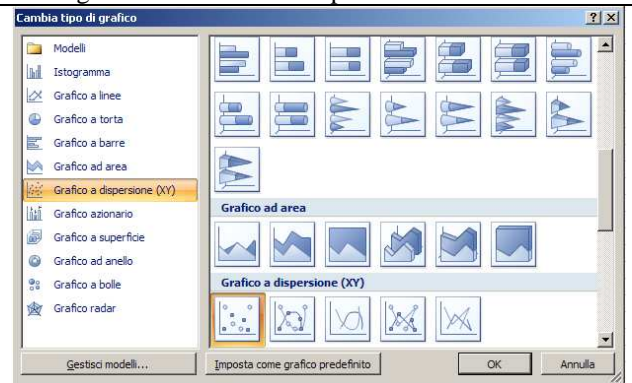 Cambia tipo di grafico
Modelli
Istogramma
Grafico a linee
Grafico a torta
Grafico a barre
Grafico ad area
Grafico a dispersione (XY)
Grafico azionario
Grafico a superficie
Grafico ad anello
Grafico a bolle
Grafico radar
Grafico ad area
Grafico a dispersione (XY)
Gestisci modelli...
Imposta come grafico predefinito
OK
Annulla